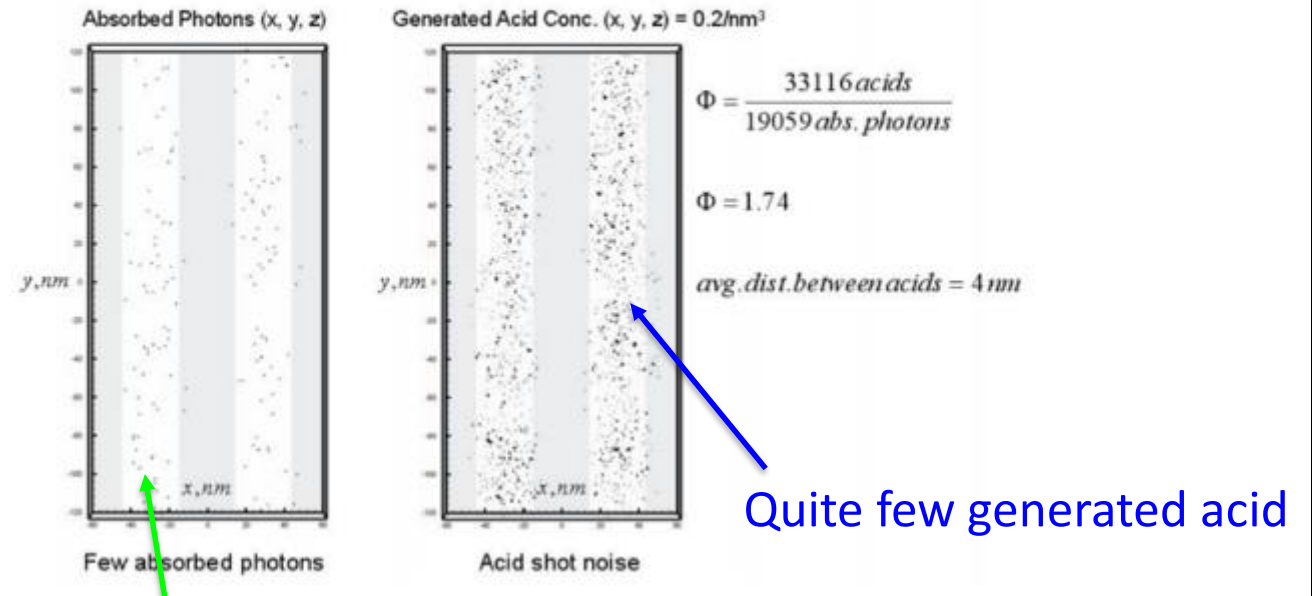 Absorbed Photons (x, y, z)
Generated Acid Conc. (x, y, z) = 0.2/nm³
Φ = 33116 acids / 19059 abs. photons
Φ = 1.74
avg.dist.between acids = 4 nm
y,nm
x,nm
y,nm
x,nm
Quite few generated acid
Few absorbed photons
Acid shot noise